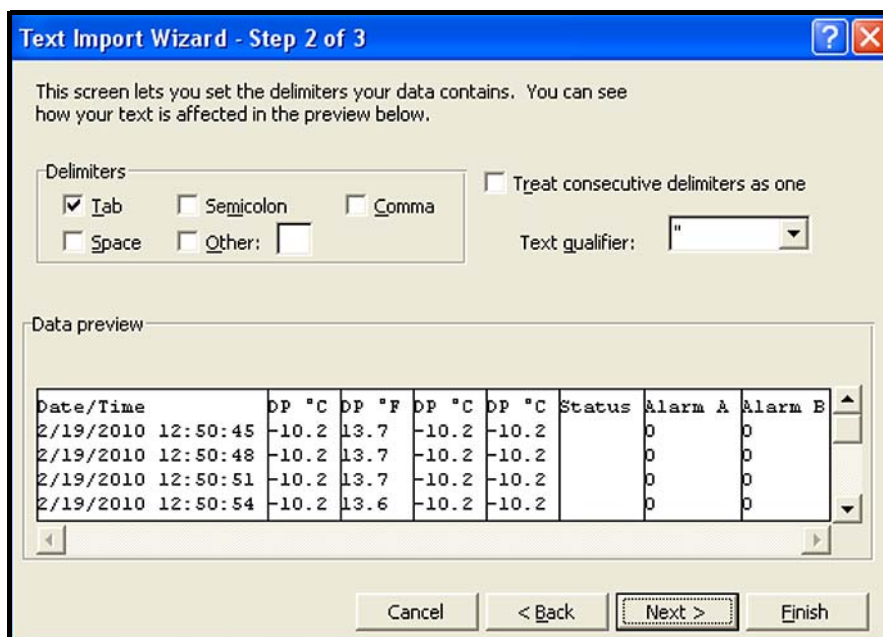 Text Import Wizard - Step 2 of 3
This screen lets you set the delimiters your data contains. You can see
how your text is affected in the preview below.
Delimiters
Tab Semicolon Comma
Space Other:
Treat consecutive delimiters as one
Text qualifier: "
Data preview
Date/Time DP °C DP °F DP °C DP °C Status Alarm A Alarm B
2/19/2010 12:50:45 -10.2 13.7 -10.2 -10.2 0 0
2/19/2010 12:50:48 -10.2 13.7 -10.2 -10.2 0 0
2/19/2010 12:50:51 -10.2 13.7 -10.2 -10.2 0 0
2/19/2010 12:50:54 -10.2 13.6 -10.2 -10.2 0 0
Cancel < Back Next > Finish